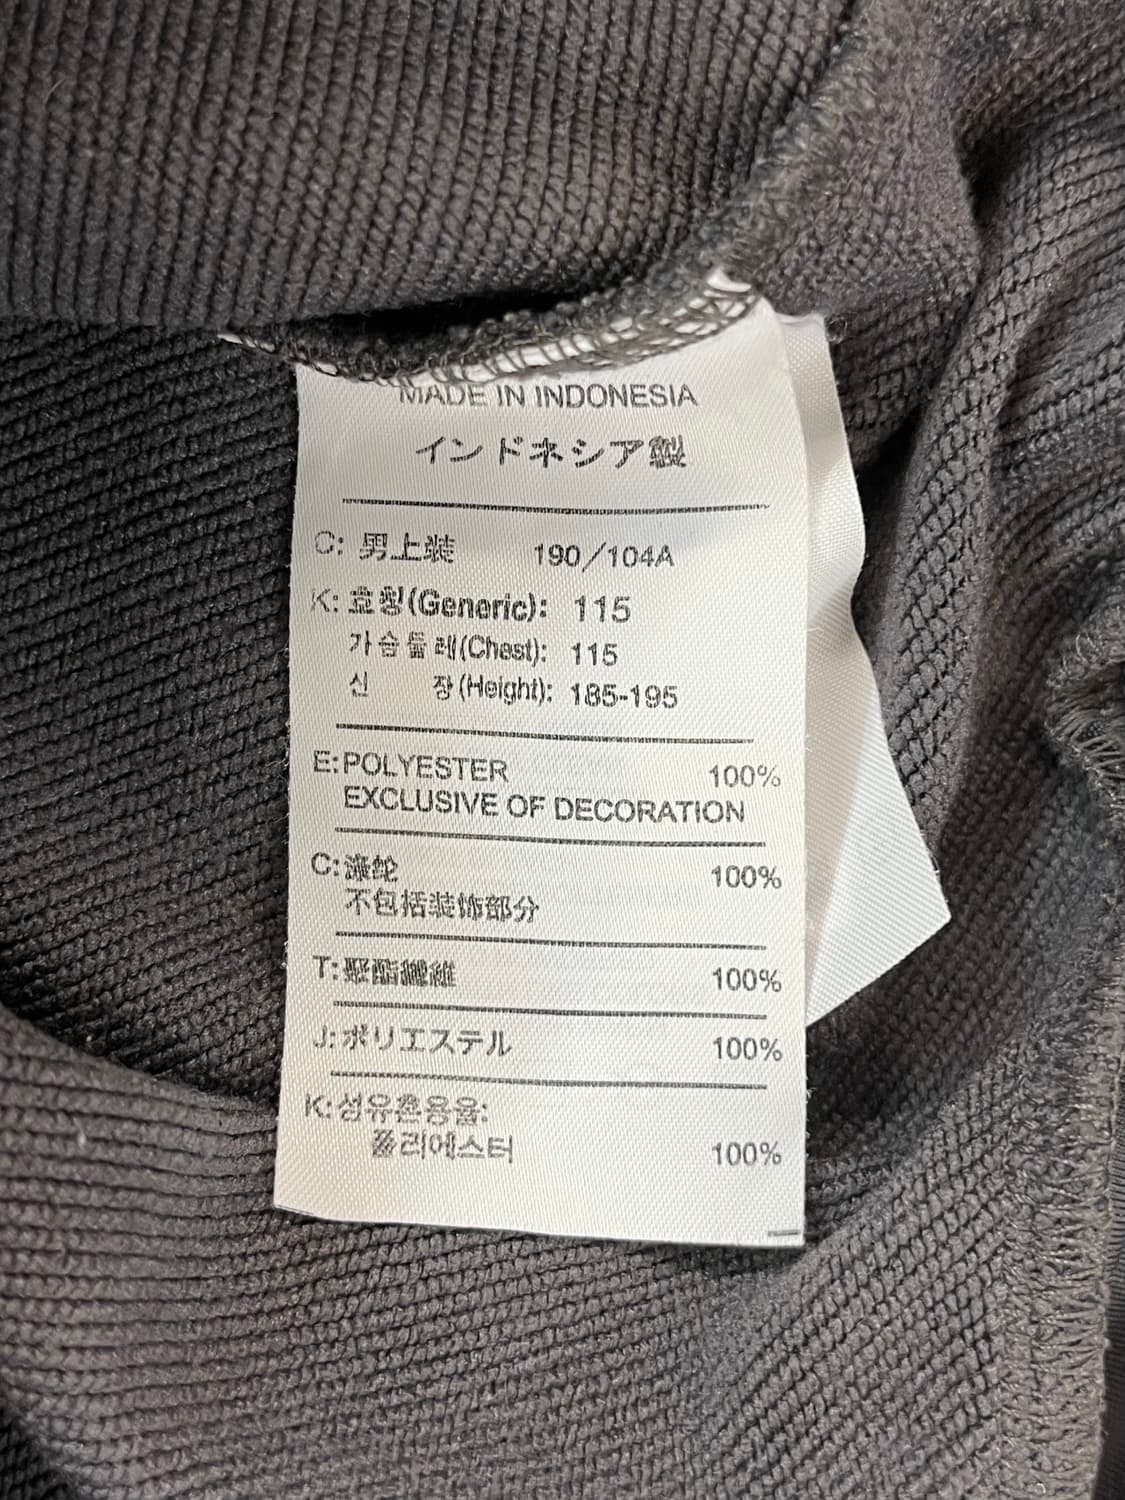 MADE IN INDONESIA
インドネシア製
C: 男上装 190/104A
K: 호칭(Generic): 115
가슴둘레(Chest): 115
신 장(Height): 185-195
E:POLYESTER 100%
EXCLUSIVE OF DECORATION
C:涤纶 100%
不包括装饰部分
T:聚酯纖維 100%
J:ポリエステル 100%
K:섬유혼용율:
폴리에스터 100%